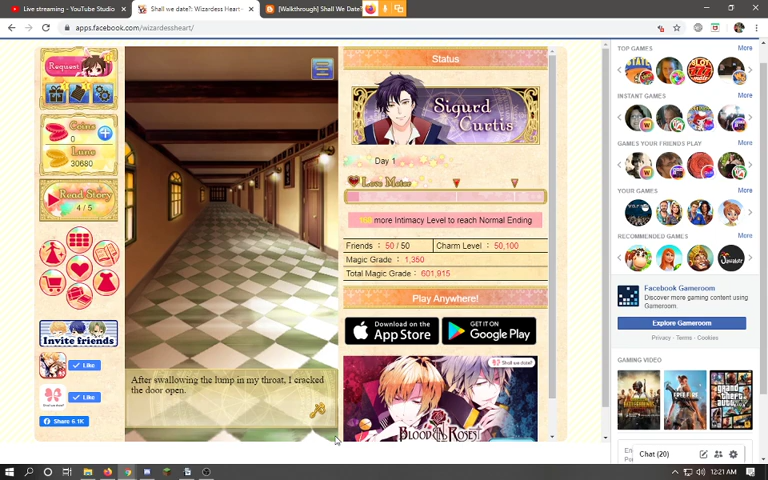 Live streaming - YouTube Studio
Shall we date?: Wizardess Heart -
[Walkthrough] Shall We Date?
apps.facebook.com/wizardessheart/
Request
Coins
0
Lune
30680
Read Story
4 / 5
Invite friends
Like
Like
Share 6.1K
After swallowing the lump in my throat, I cracked
the door open.
Status
Sigurd
Curtis
Day 1
Love Meter
more Intimacy Level to reach Normal Ending
Friends : 50 / 50
Charm Level : 50,100
Magic Grade : 1,350
Total Magic Grade : 601,915
Play Anywhere!
Download on the
App Store
GET IT ON
Google Play
Shall we date?
BLOOD IN ROSES
TOP GAMES
More
INSTANT GAMES
More
GAMES YOUR FRIENDS PLAY
More
YOUR GAMES
More
RECOMMENDED GAMES
More
Facebook Gameroom
Discover more gaming content using
Gameroom.
Explore Gameroom
Privacy · Terms · Cookies
GAMING VIDEO
FREE FIRE
Chat (20)
12:21 AM